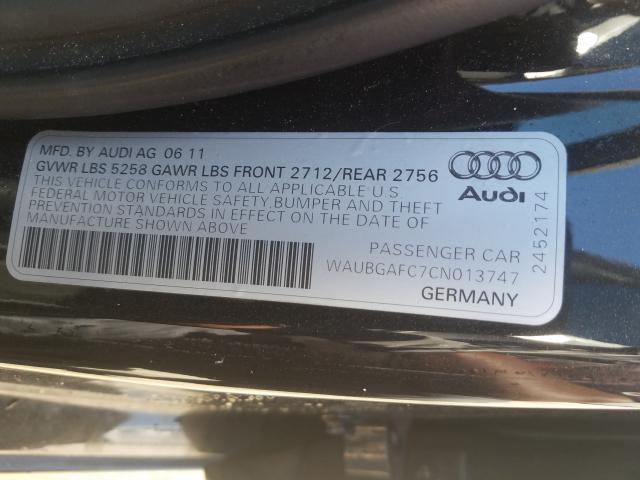 MFD. BY AUDI AG 06 11
GVWR LBS 5258 GAWR LBS FRONT 2712/REAR 2756
THIS VEHICLE CONFORMS TO ALL APPLICABLE U.S
FEDERAL MOTOR VEHICLE SAFETY,BUMPER AND THEFT
PREVENTION STANDARDS IN EFFECT ON THE DATE OF
MANUFACTURE SHOWN ABOVE
Audi
2452174
PASSENGER CAR
WAUBGAFC7CN013747
GERMANY